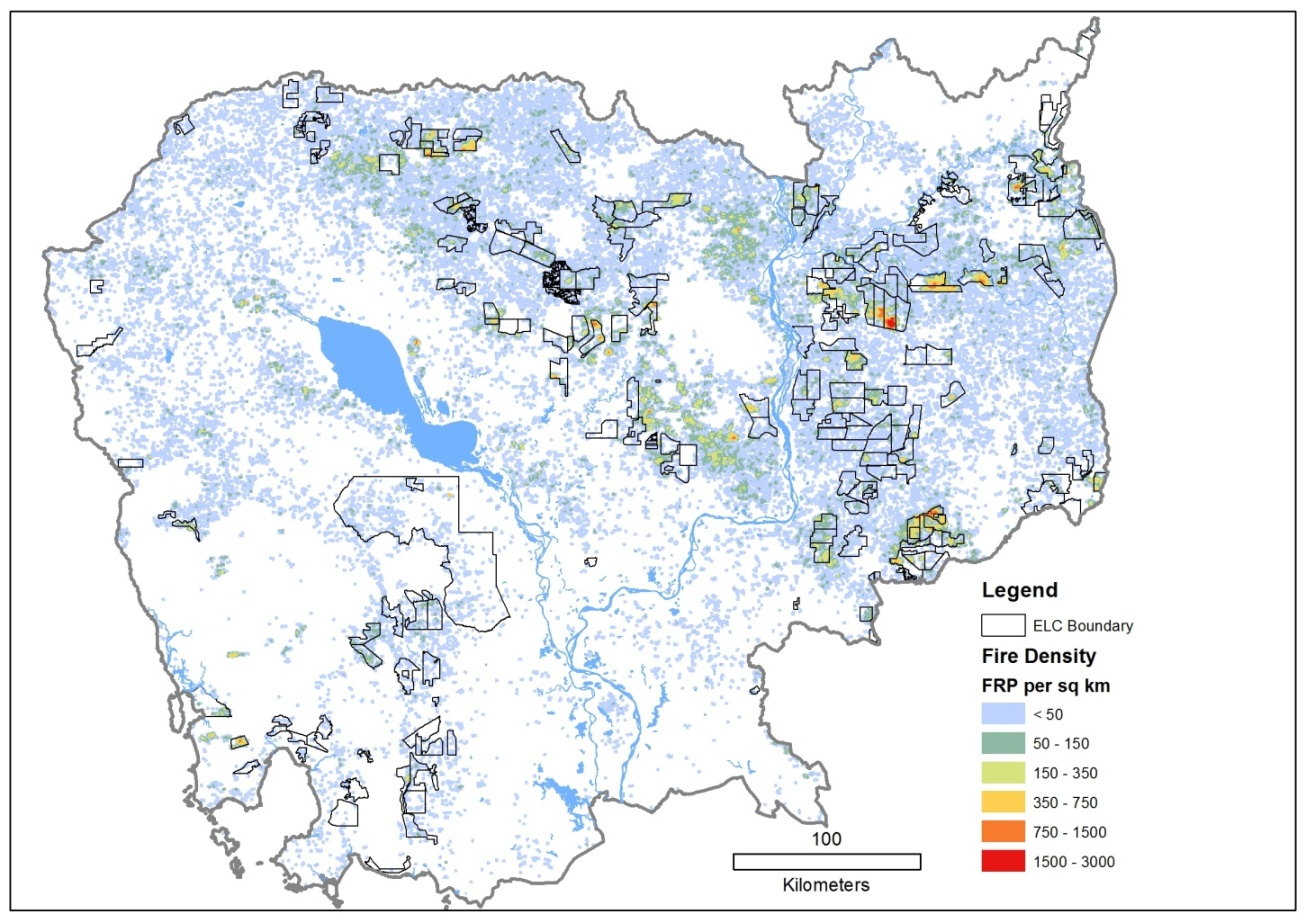 Legend
ELC Boundary
Fire Density
FRP per sq km
< 50
50 - 150
150 - 350
350 - 750
750 - 1500
1500 - 3000
100
Kilometers